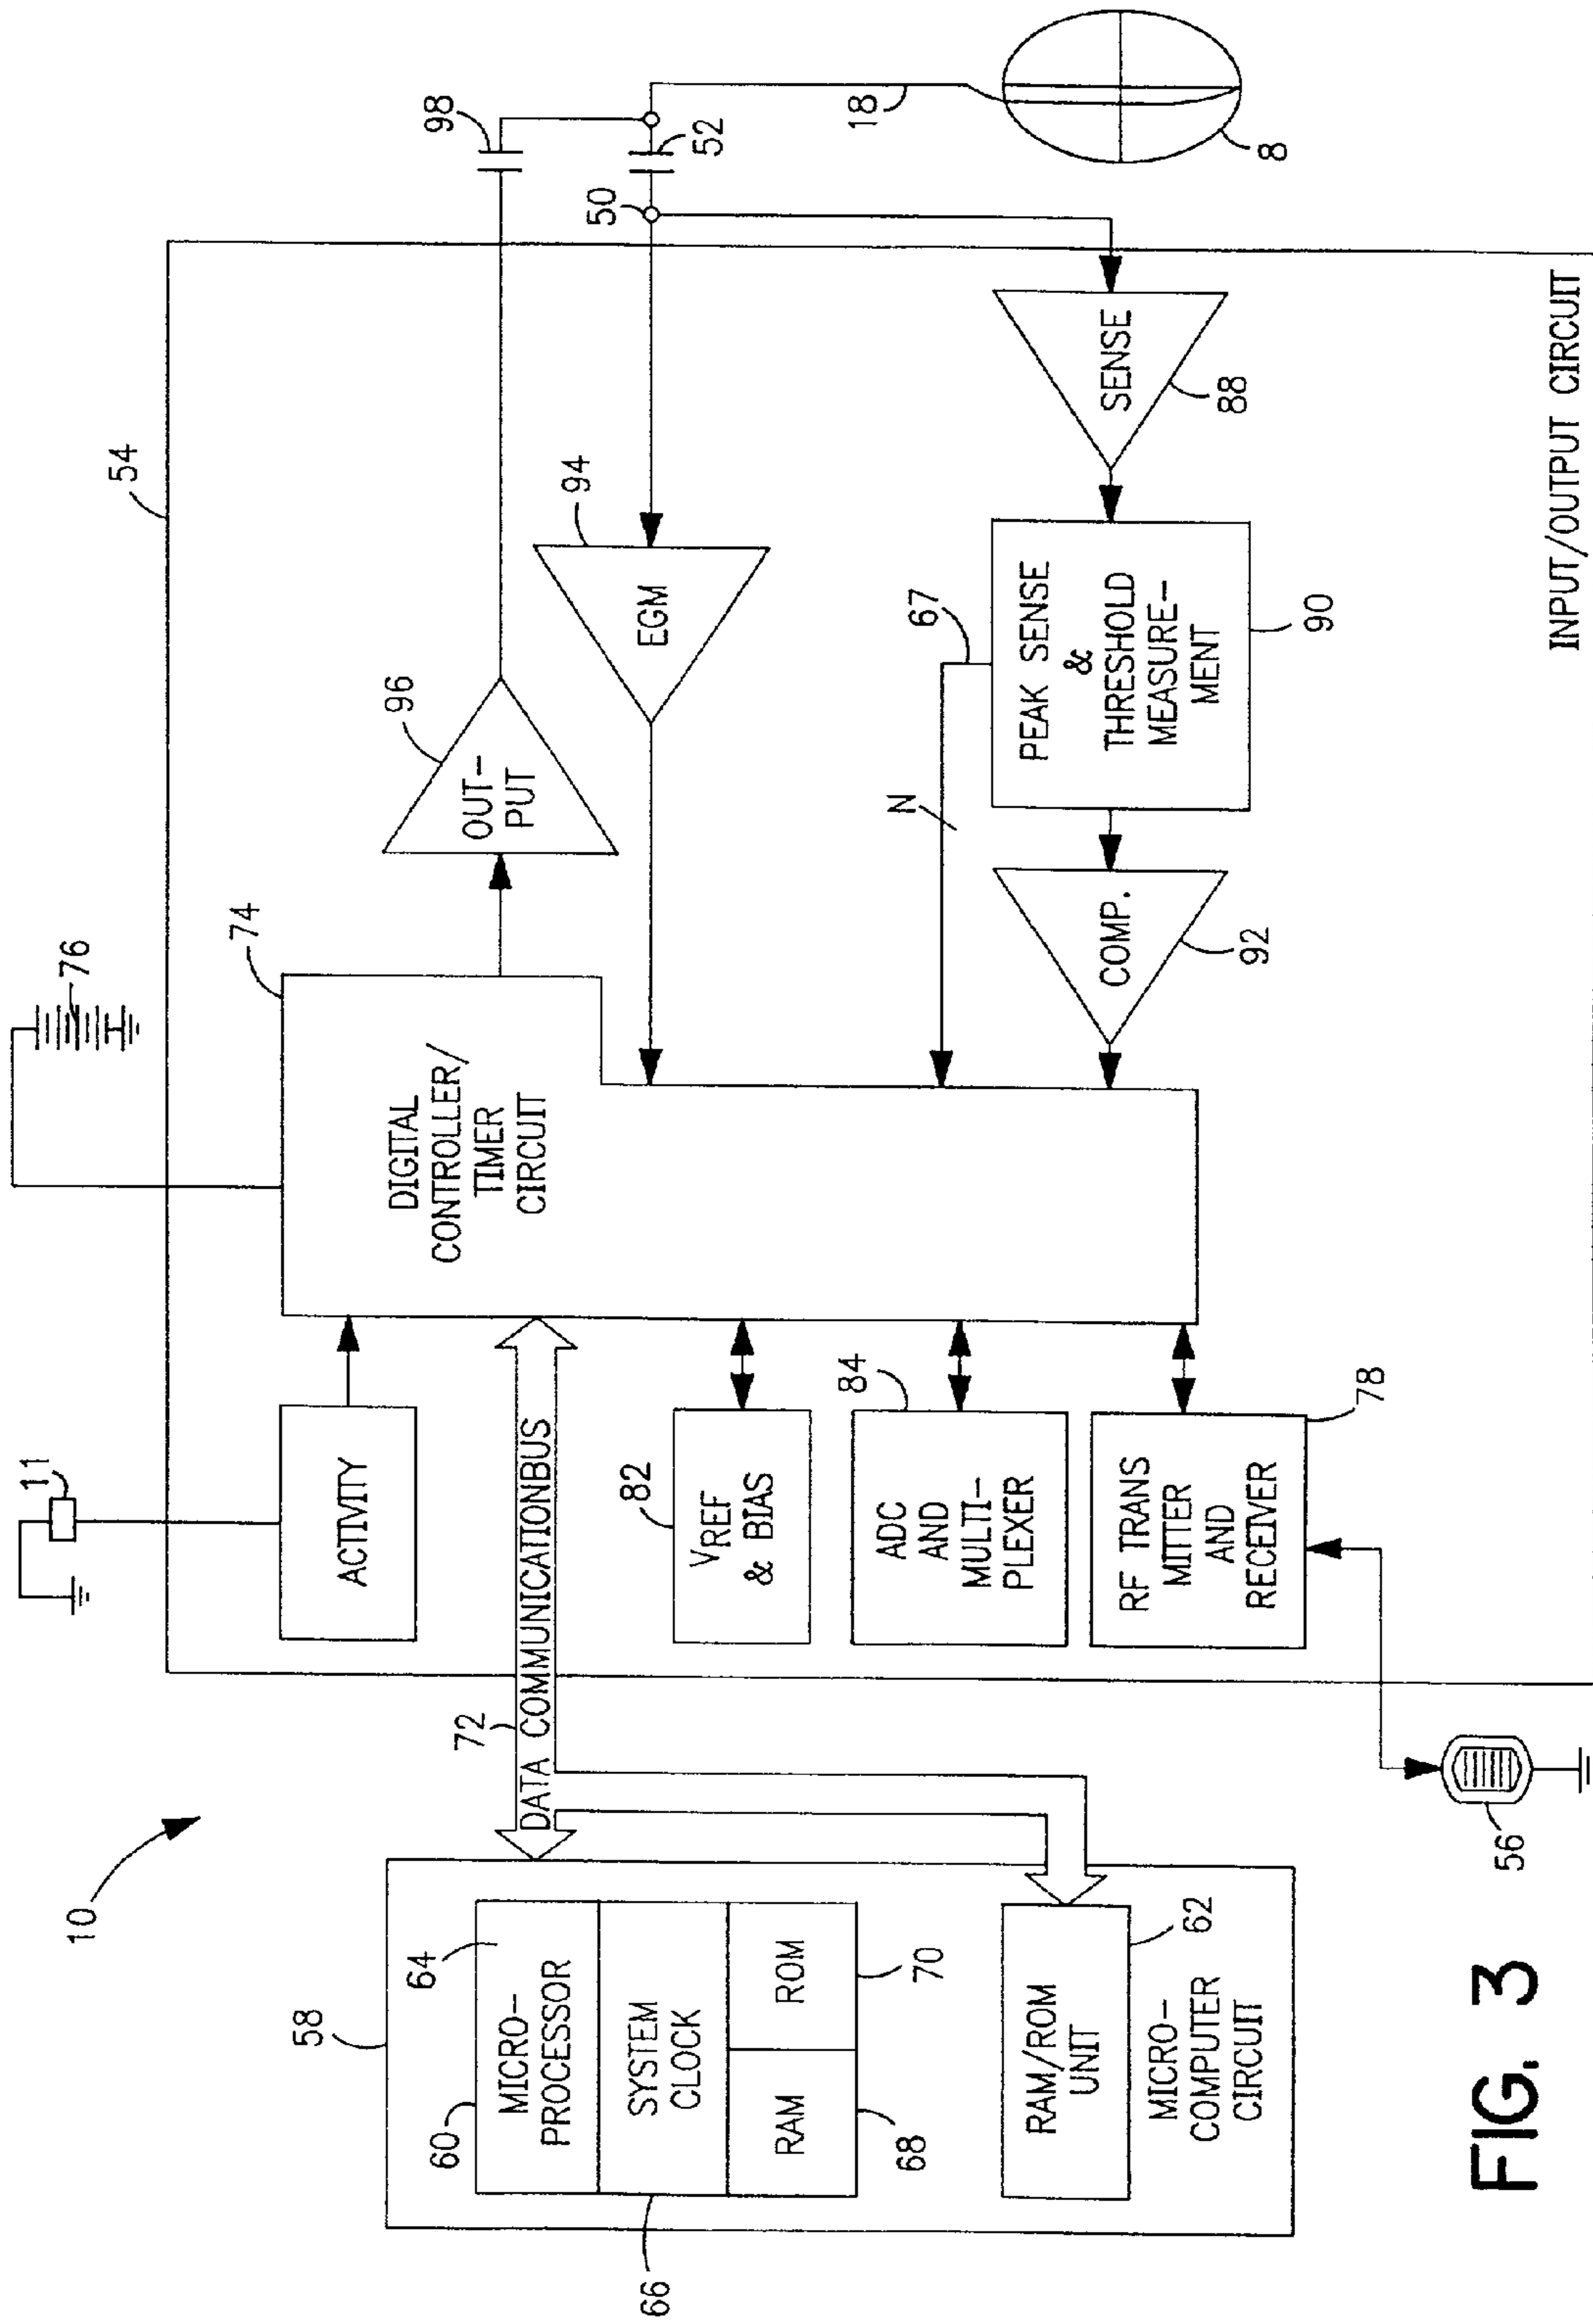 10
58
60
64
MICRO-
PROCESSOR
SYSTEM
CLOCK
66
RAM
ROM
68
70
RAM/ROM
UNIT
62
MICRO-
COMPUTER
CIRCUIT
72
DATA COMMUNICATIONBUS
11
ACTIVITY
82
VREF
& BIAS
84
ADC
AND
MULTI-
PLEXER
RF TRANS
MITTER
AND
RECEIVER
78
56
76
74
DIGITAL
CONTROLLER/
TIMER
CIRCUIT
54
96
OUT-
PUT
94
EGM
67
N
PEAK SENSE
&
THRESHOLD
MEASURE-
MENT
90
COMP.
92
SENSE
88
98
50
52
18
8
INPUT/OUTPUT CIRCUIT
FIG. 3